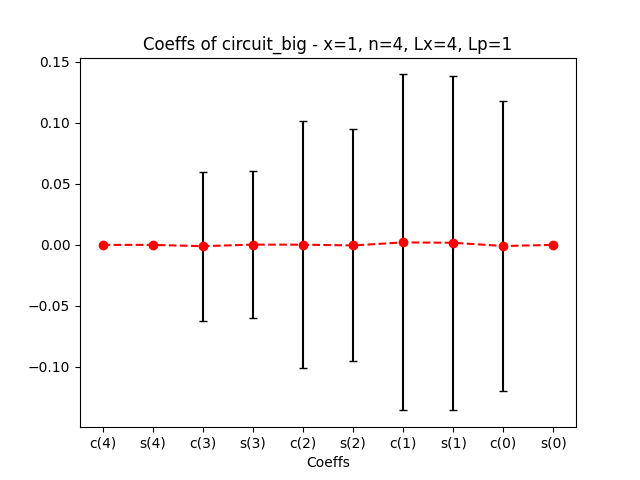 Coeffs of circuit_big - x=1, n=4, Lx=4, Lp=1
0.15
0.10
0.05
0.00
−0.05
−0.10
c(4) s(4) c(3) s(3) c(2) s(2) c(1) s(1) c(0) s(0)
Coeffs